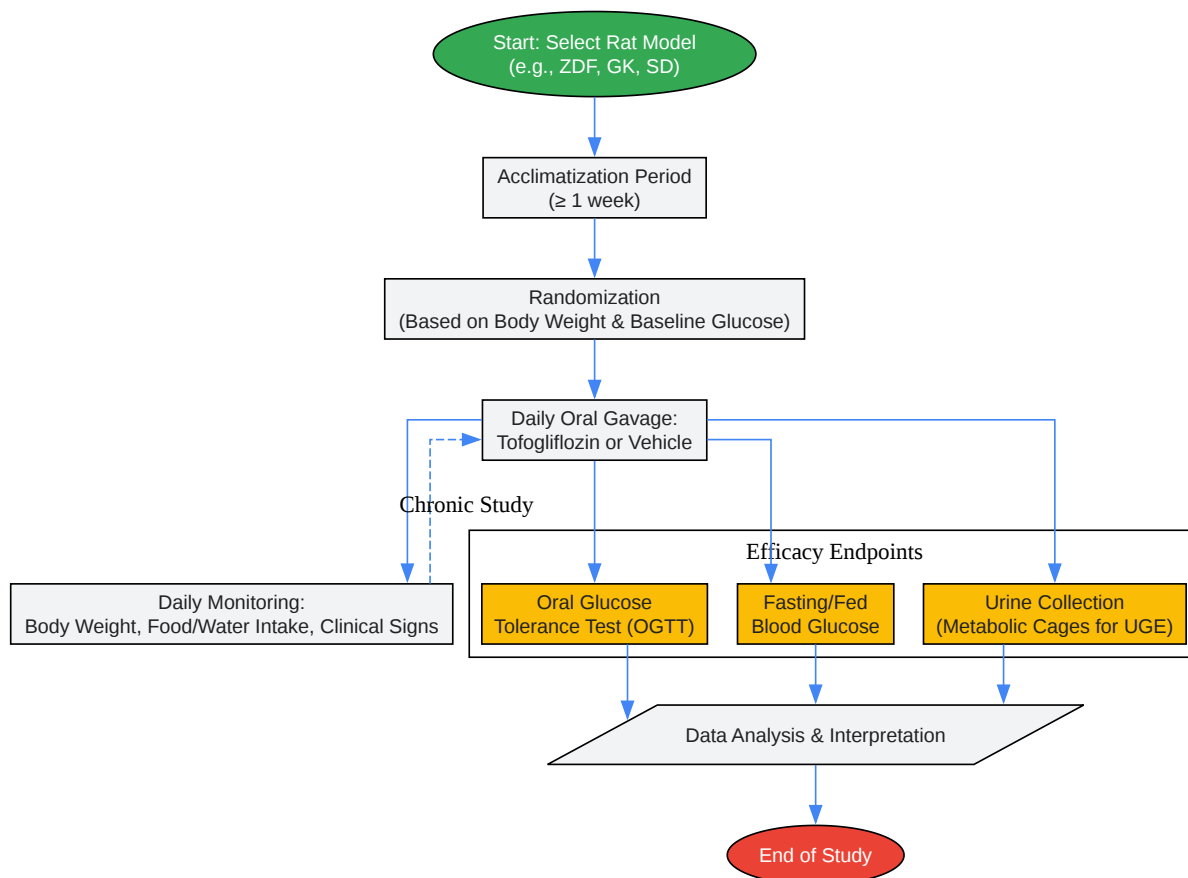 Start: Select Rat Model
(e.g., ZDF, GK, SD)
Acclimatization Period
(≥ 1 week)
Randomization
(Based on Body Weight & Baseline Glucose)
Daily Oral Gavage:
Tofogliflozin or Vehicle
Chronic Study
Efficacy Endpoints
Daily Monitoring:
Body Weight, Food/Water Intake, Clinical Signs
Oral Glucose
Tolerance Test (OGTT)
Fasting/Fed
Blood Glucose
Urine Collection
(Metabolic Cages for UGE)
Data Analysis & Interpretation
End of Study